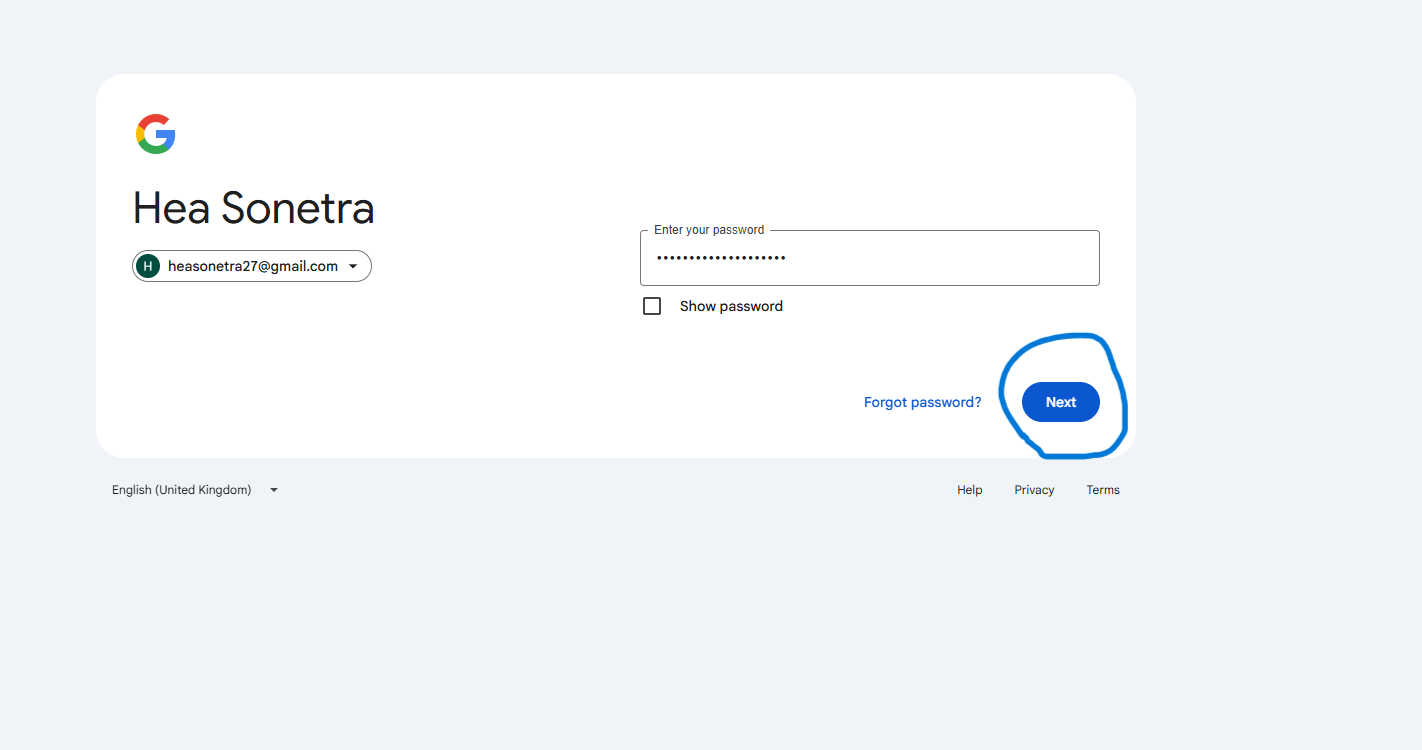 Hea Sonetra
H heasonetra27@gmail.com
Enter your password
••••••••••••••••••••
Show password
Forgot password?
Next
English (United Kingdom)
Help
Privacy
Terms